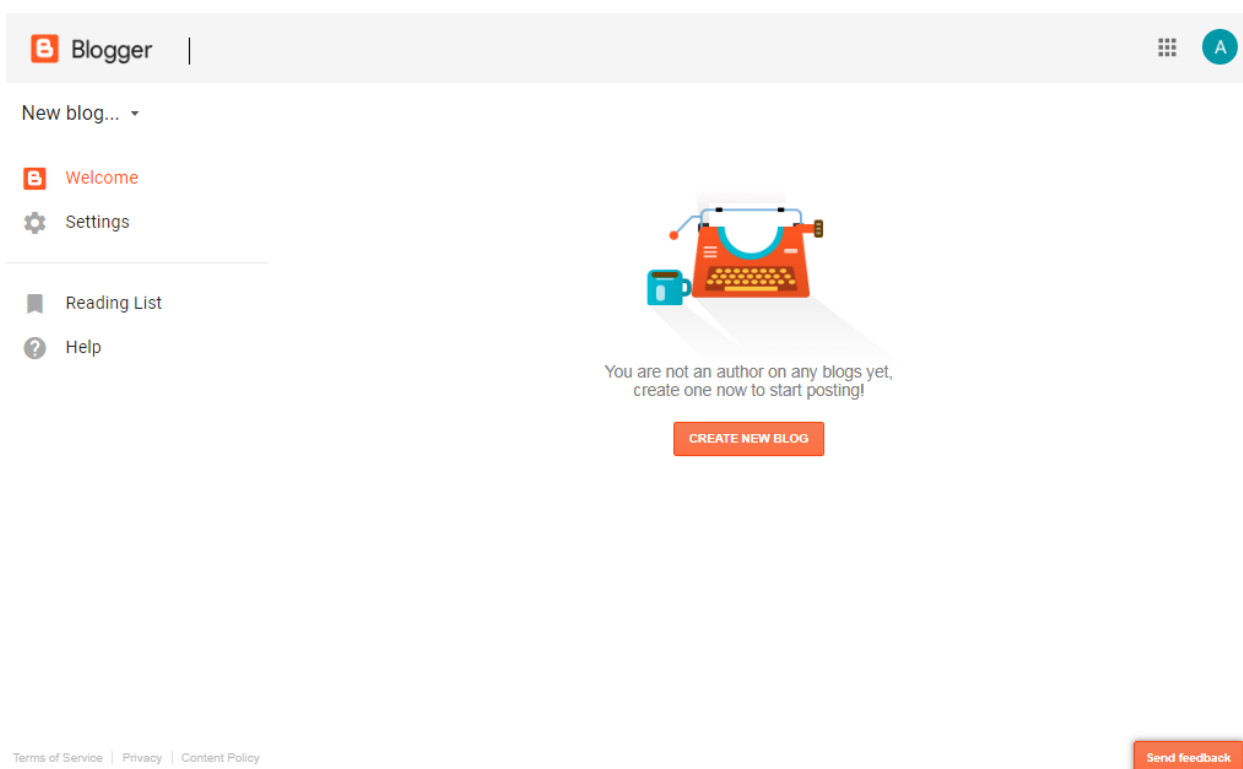 Blogger
A
New blog...
Welcome
Settings
Reading List
Help
You are not an author on any blogs yet,
create one now to start posting!
CREATE NEW BLOG
Terms of Service | Privacy | Content Policy
Send feedback